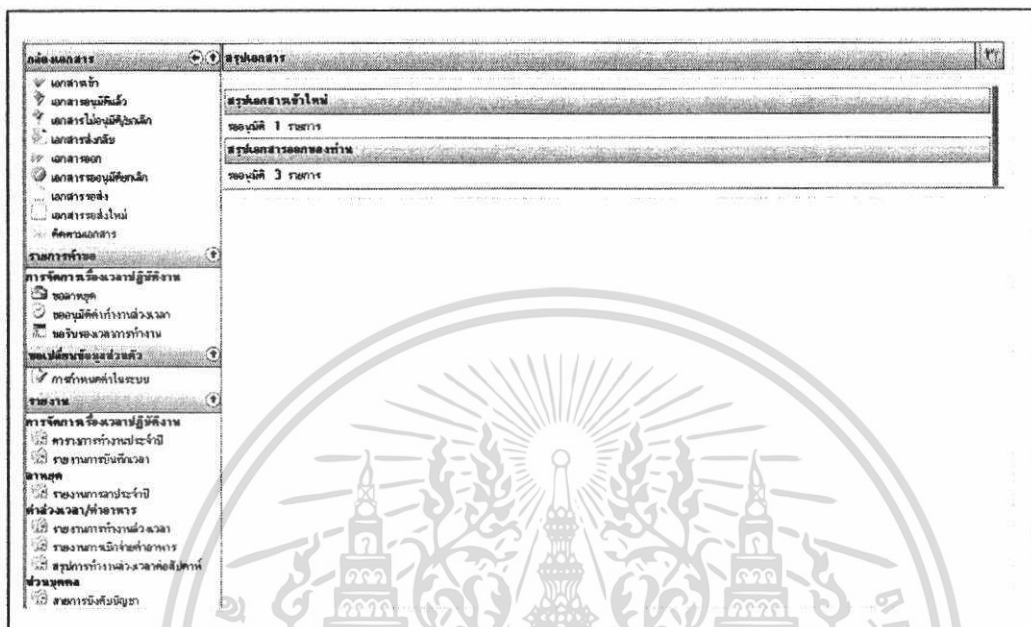 กล่องเอกสาร
เอกสารเข้า
เอกสารอนุมัติแล้ว
เอกสารไม่อนุมัติ/ยกเลิก
เอกสารส่งกลับ
เอกสารออก
เอกสารรออนุมัติยกเลิก
เอกสารรอส่ง
เอกสารรอส่งใหม่
ติดตามเอกสาร
รายการคำขอ
การจัดการเรื่องเวลาปฏิบัติงาน
ขอลาหยุด
ขออนุมัติค่าทำงานล่วงเวลา
ขอรับรองเวลาการทำงาน
ขอเปลี่ยนข้อมูลส่วนตัว
การกำหนดค่าในระบบ
รายงาน
การจัดการเรื่องเวลาปฏิบัติงาน
ตารางการทำงานประจำปี
รายงานการบันทึกเวลา
ลาหยุด
รายงานการลาประจำปี
ค่าล่วงเวลา/ค่าอาหาร
รายงานการทำงานล่วงเวลา
รายงานการเบิกจ่ายค่าอาหาร
สรุปการทำงานล่วงเวลาต่อสัปดาห์
ส่วนบุคคล
สายการบังคับบัญชา
สรุปเอกสาร
สรุปเอกสารเข้าใหม่
รออนุมัติ 1 รายการ
สรุปเอกสารออกของท่าน
รออนุมัติ 3 รายการ